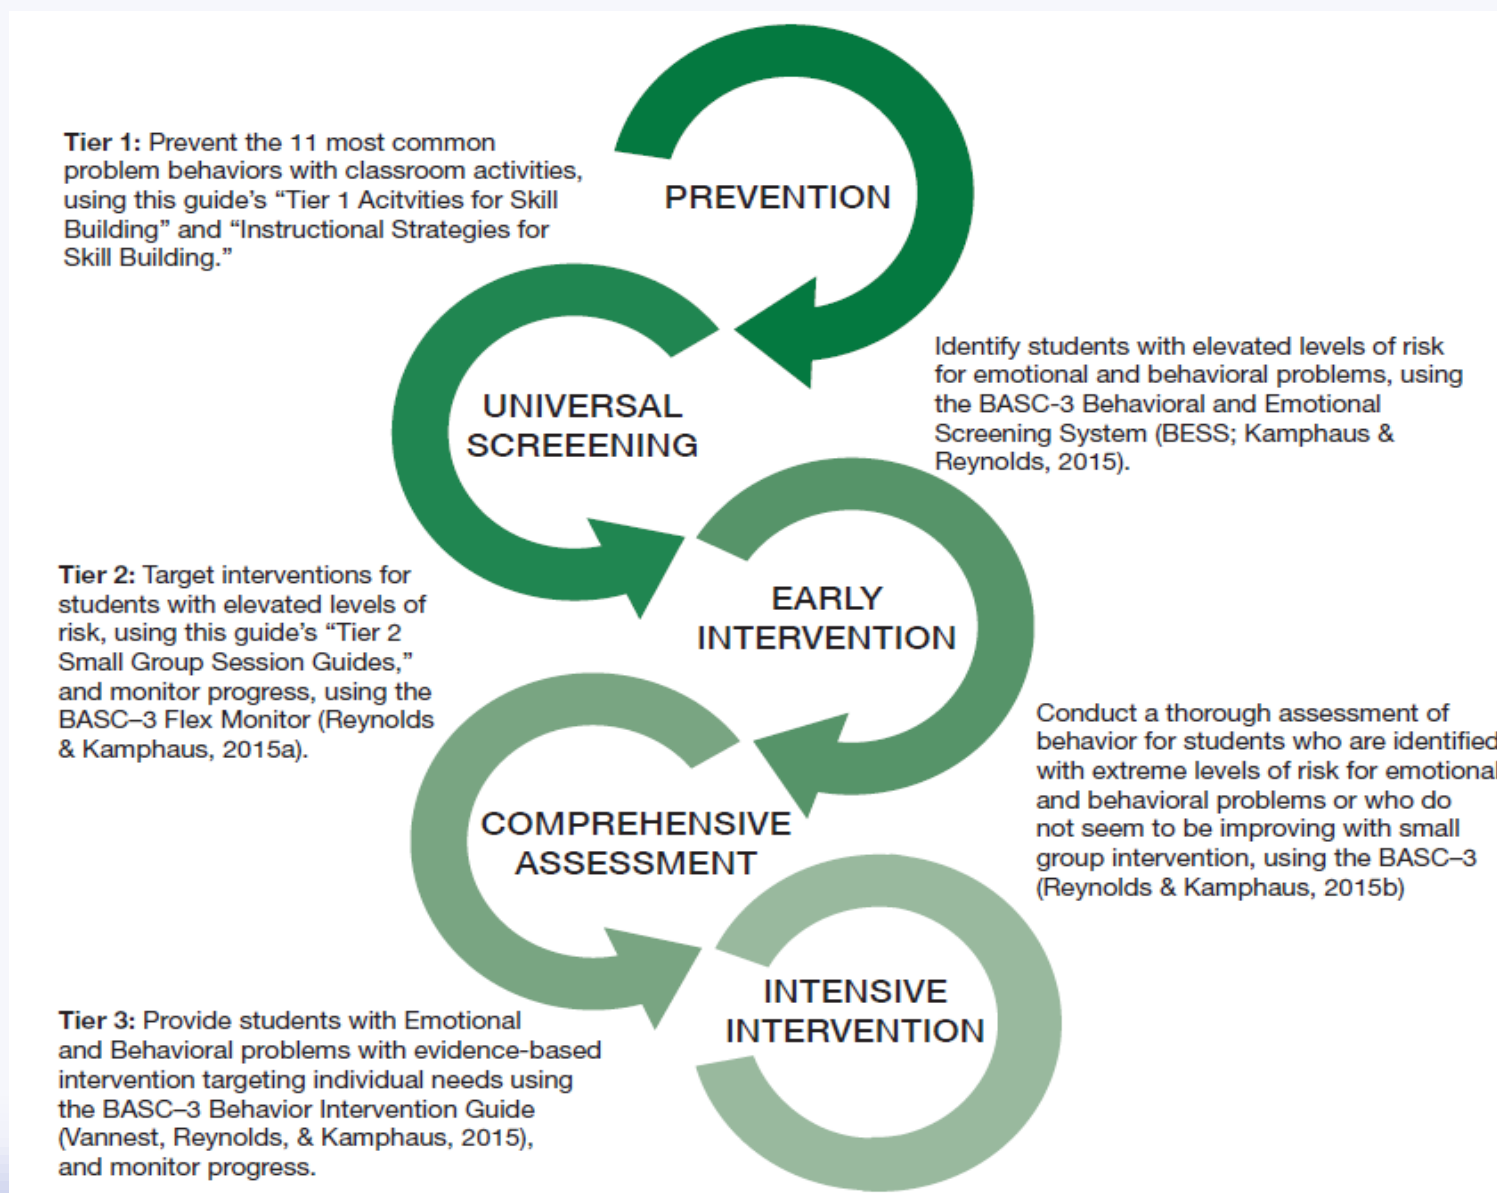 Tier 1: Prevent the 11 most common
problem behaviors with classroom activities,
using this guide's “Tier 1 Acitvities for Skill
Building” and “Instructional Strategies for
Skill Building.”
PREVENTION
Identify students with elevated levels of risk
for emotional and behavioral problems, using
the BASC-3 Behavioral and Emotional
Screening System (BESS; Kamphaus &
Reynolds, 2015).
UNIVERSAL
SCREEENING
Tier 2: Target interventions for
students with elevated levels of
risk, using this guide's “Tier 2
Small Group Session Guides,”
and monitor progress, using the
BASC–3 Flex Monitor (Reynolds
& Kamphaus, 2015a).
EARLY
INTERVENTION
Conduct a thorough assessment of
behavior for students who are identified
with extreme levels of risk for emotional
and behavioral problems or who do
not seem to be improving with small
group intervention, using the BASC–3
(Reynolds & Kamphaus, 2015b)
COMPREHENSIVE
ASSESSMENT
Tier 3: Provide students with Emotional
and Behavioral problems with evidence-based
intervention targeting individual needs using
the BASC–3 Behavior Intervention Guide
(Vannest, Reynolds, & Kamphaus, 2015),
and monitor progress.
INTENSIVE
INTERVENTION